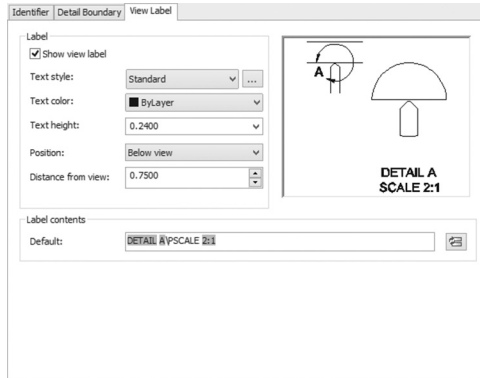 Identifier Detail Boundary View Label
Label
Show view label
Text style: Standard ...
Text color: ByLayer
Text height: 0.2400
Position: Below view
Distance from view: 0.7500
A
DETAIL A
SCALE 2:1
Label contents
Default: DETAIL A\PSCALE 2:1